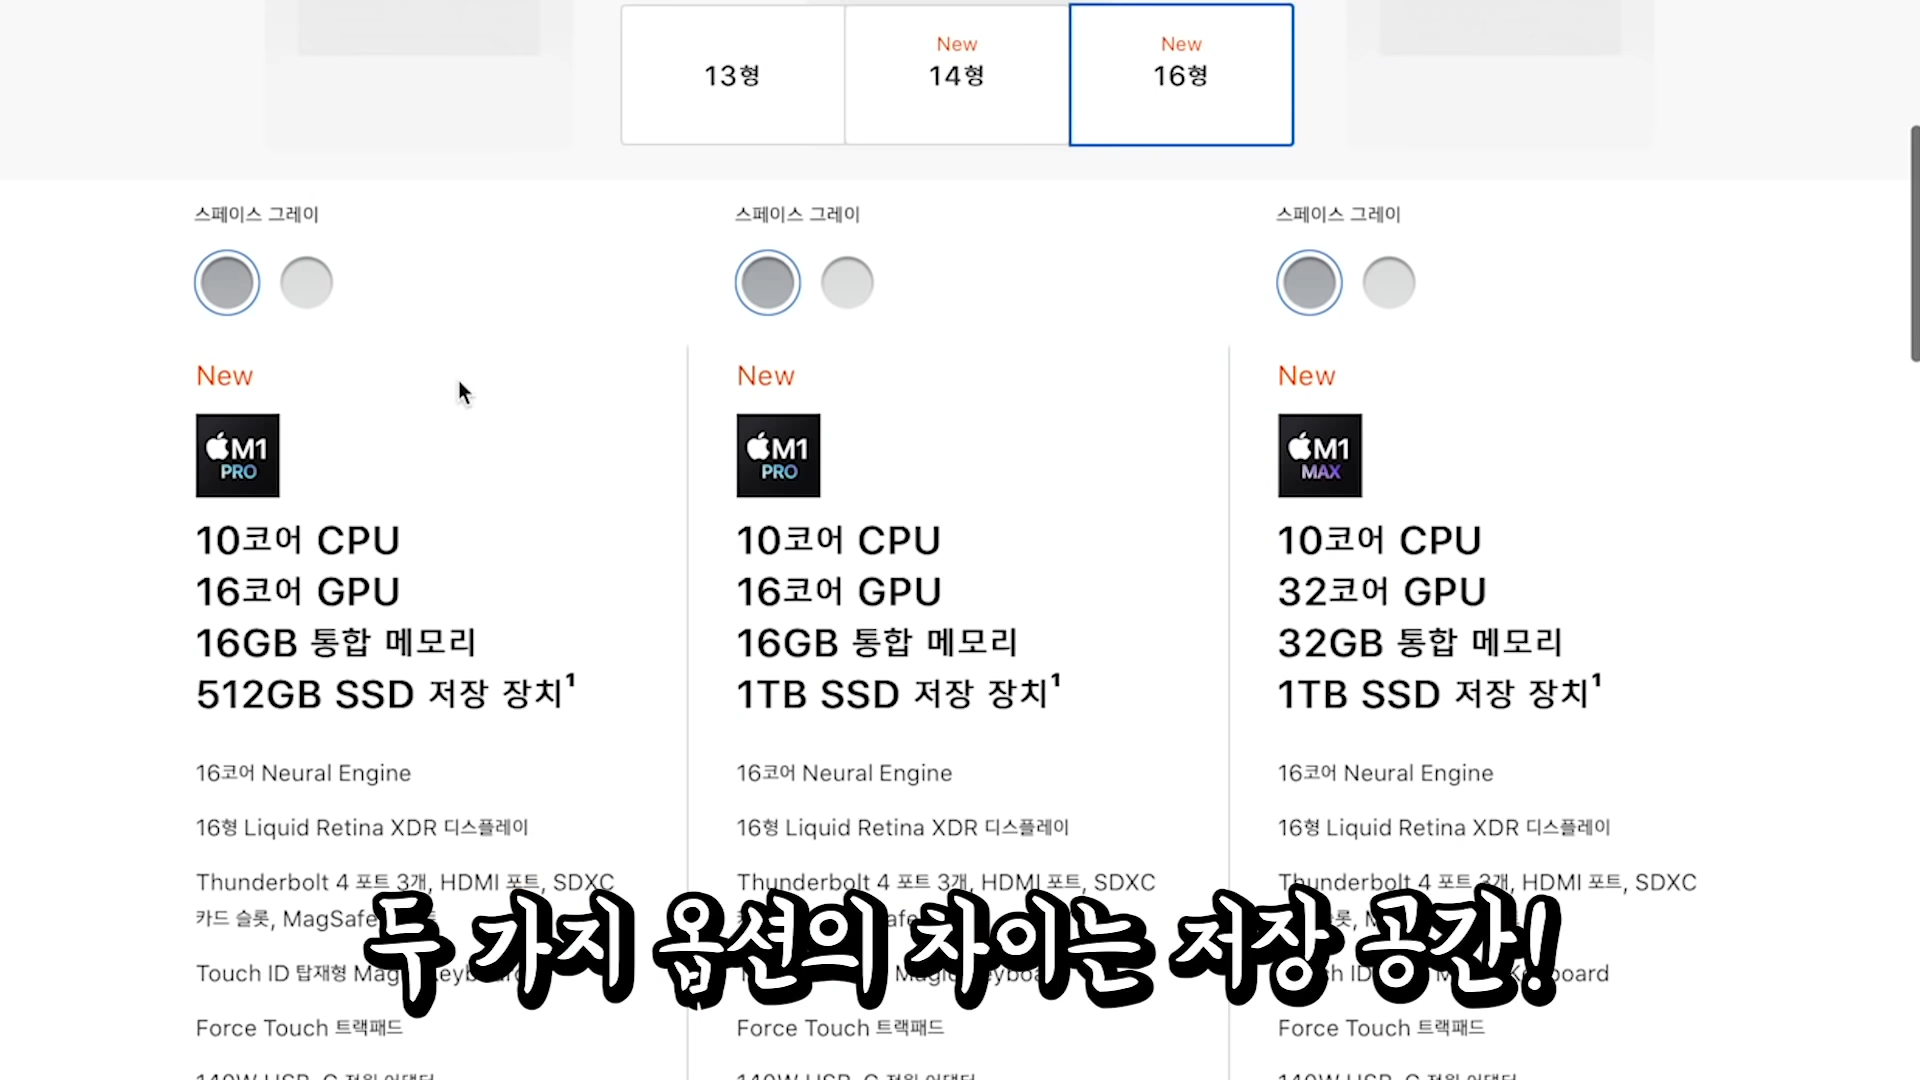 13형
New
14형
New
16형
스페이스 그레이
스페이스 그레이
스페이스 그레이
New
M1
PRO
10코어 CPU
16코어 GPU
16GB 통합 메모리
512GB SSD 저장 장치¹
16코어 Neural Engine
16형 Liquid Retina XDR 디스플레이
Thunderbolt 4 포트 3개, HDMI 포트, SDXC
카드 슬롯, MagSafe
Touch ID 탑재형
Force Touch 트랙패드
New
M1
PRO
10코어 CPU
16코어 GPU
16GB 통합 메모리
1TB SSD 저장 장치¹
16코어 Neural Engine
16형 Liquid Retina XDR 디스플레이
Thunderbolt 4 포트 3개, HDMI 포트, SDXC
Force Touch 트랙패드
New
M1
MAX
10코어 CPU
32코어 GPU
32GB 통합 메모리
1TB SSD 저장 장치¹
16코어 Neural Engine
16형 Liquid Retina XDR 디스플레이
Thunderbolt 4 포트 3개, HDMI 포트, SDXC
Force Touch 트랙패드
두 가지 옵션의 차이는 저장 공간!